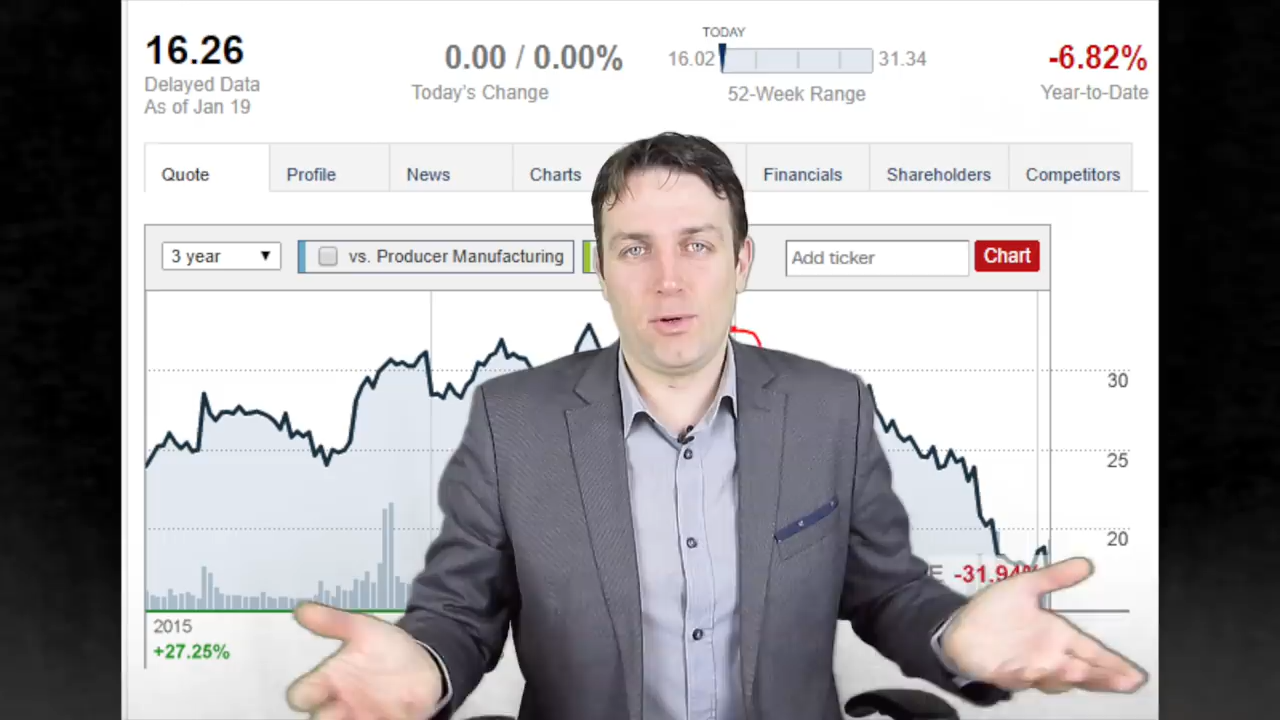 16.26
Delayed Data
As of Jan 19
0.00 / 0.00%
Today's Change
TODAY
16.02
31.34
52-Week Range
-6.82%
Year-to-Date
Quote
Profile
News
Charts
Financials
Shareholders
Competitors
3 year
vs. Producer Manufacturing
Add ticker
Chart
30
25
20
E -31.94%
2015
+27.25%